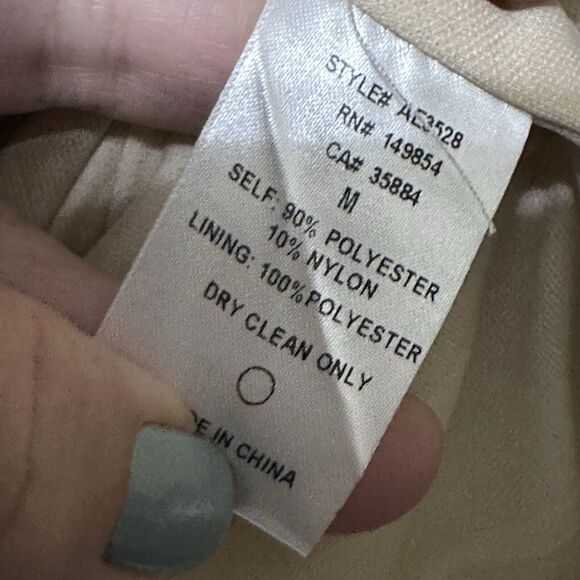 STYLE# AE3528
RN# 149854
CA# 35884
M
SELF: 90% POLYESTER
10% NYLON
LINING: 100% POLYESTER
DRY CLEAN ONLY
DE IN CHINA